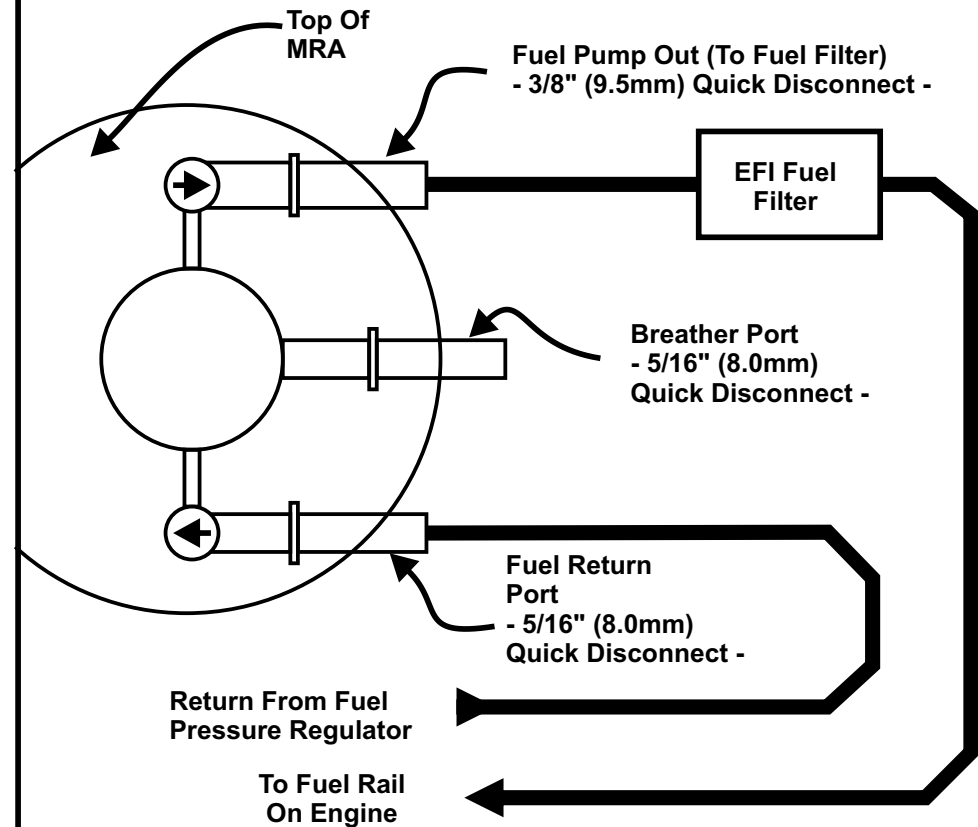 Top Of
MRA
Fuel Pump Out (To Fuel Filter)
- 3/8" (9.5mm) Quick Disconnect -
EFI Fuel
Filter
Breather Port
- 5/16" (8.0mm)
Quick Disconnect -
Fuel Return
Port
- 5/16" (8.0mm)
Quick Disconnect -
Return From Fuel
Pressure Regulator
To Fuel Rail
On Engine